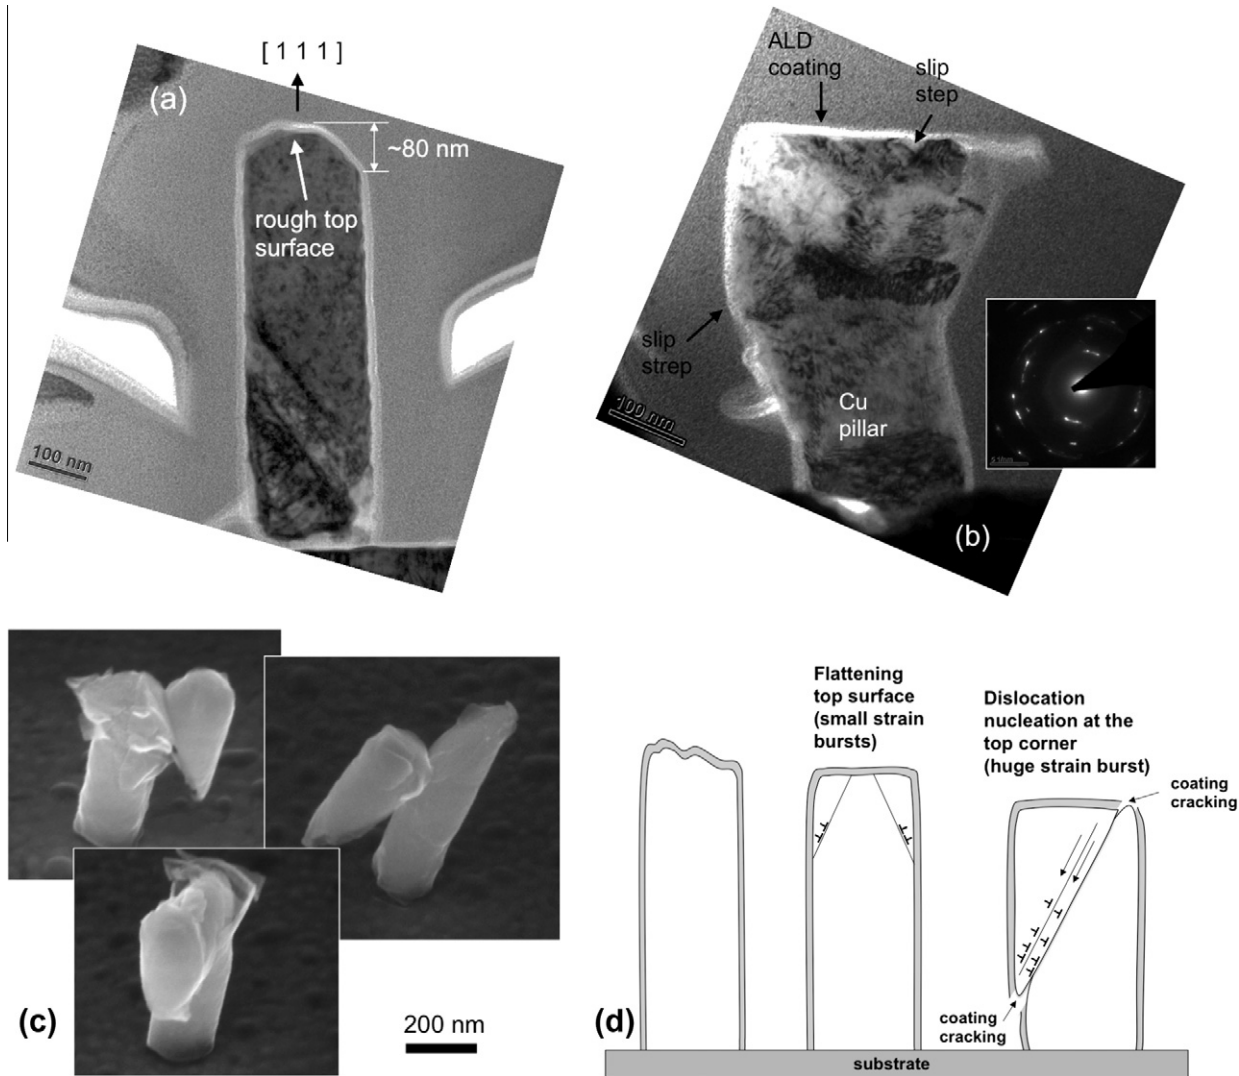 [ 1 1 1 ]
(a)
~80 nm
rough top
surface
100 nm
ALD
coating
slip
step
slip
strep
100 nm
Cu
pillar
(b)
(c)
200 nm
Flattening
top surface
(small strain
bursts)
Dislocation
nucleation at the
top corner
(huge strain burst)
coating
cracking
coating
cracking
(d)
substrate